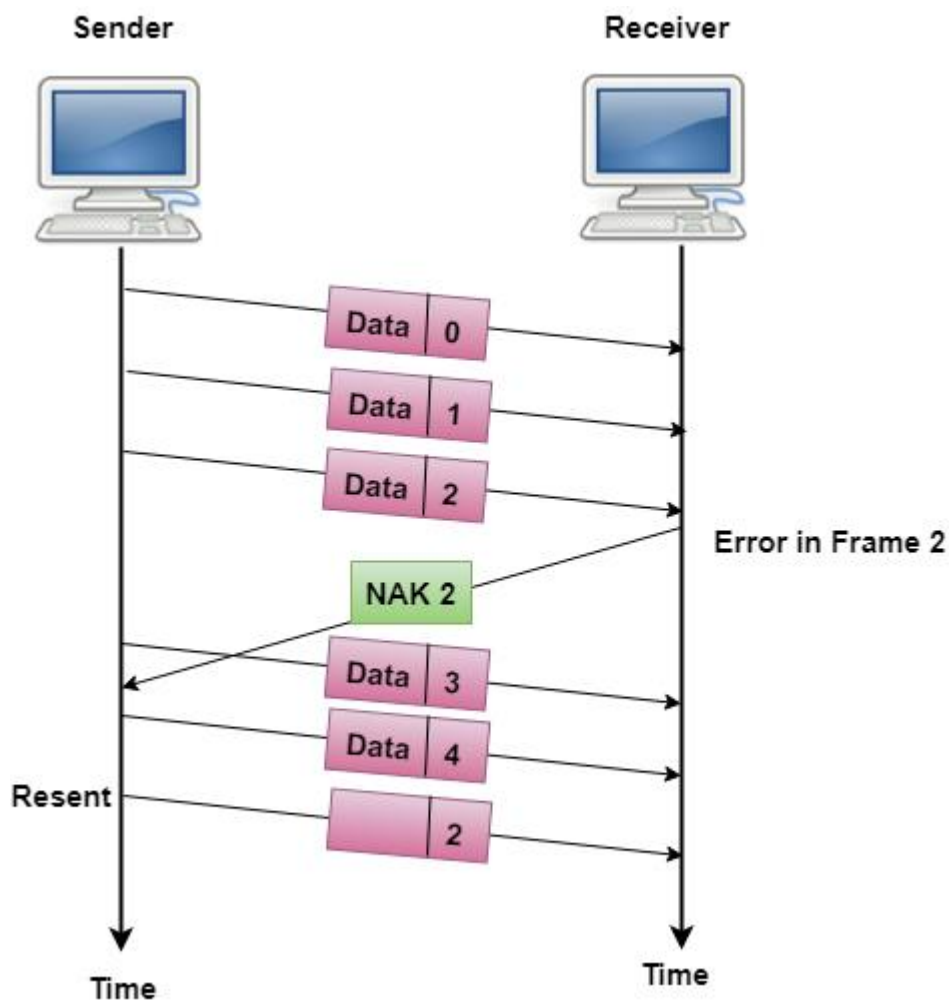 Sender
Receiver
Data 0
Data 1
Data 2
Error in Frame 2
NAK 2
Data 3
Data 4
Resent
2
Time
Time